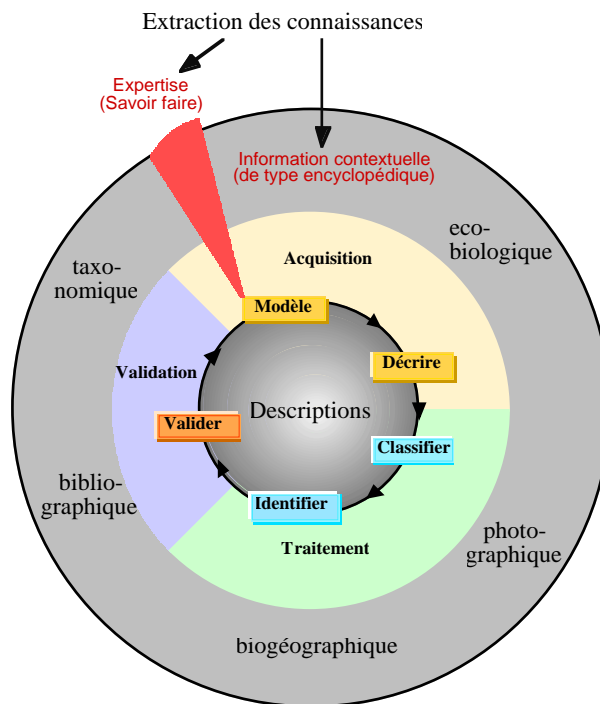 Extraction des connaissances
Expertise
(Savoir faire)
Information contextuelle
(de type encyclopédique)
eco-
biologique
taxo-
nomique
Acquisition
Modèle
Décrire
Validation
Valider
Descriptions
Classifier
Identifier
Traitement
biblio-
graphique
photo-
graphique
biogéographique